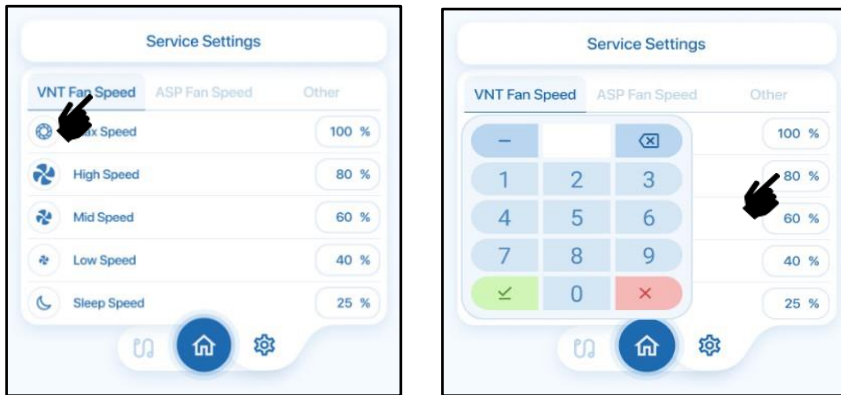 Service Settings
VNT Fan Speed ASP Fan Speed Other
Speed 100 %
High Speed 80 %
Mid Speed 60 %
Low Speed 40 %
Sleep Speed 25 %
Service Settings
VNT Fan Speed ASP Fan Speed Other
− 100 %
1 2 3 80 %
4 5 6 60 %
7 8 9 40 %
0 25 %